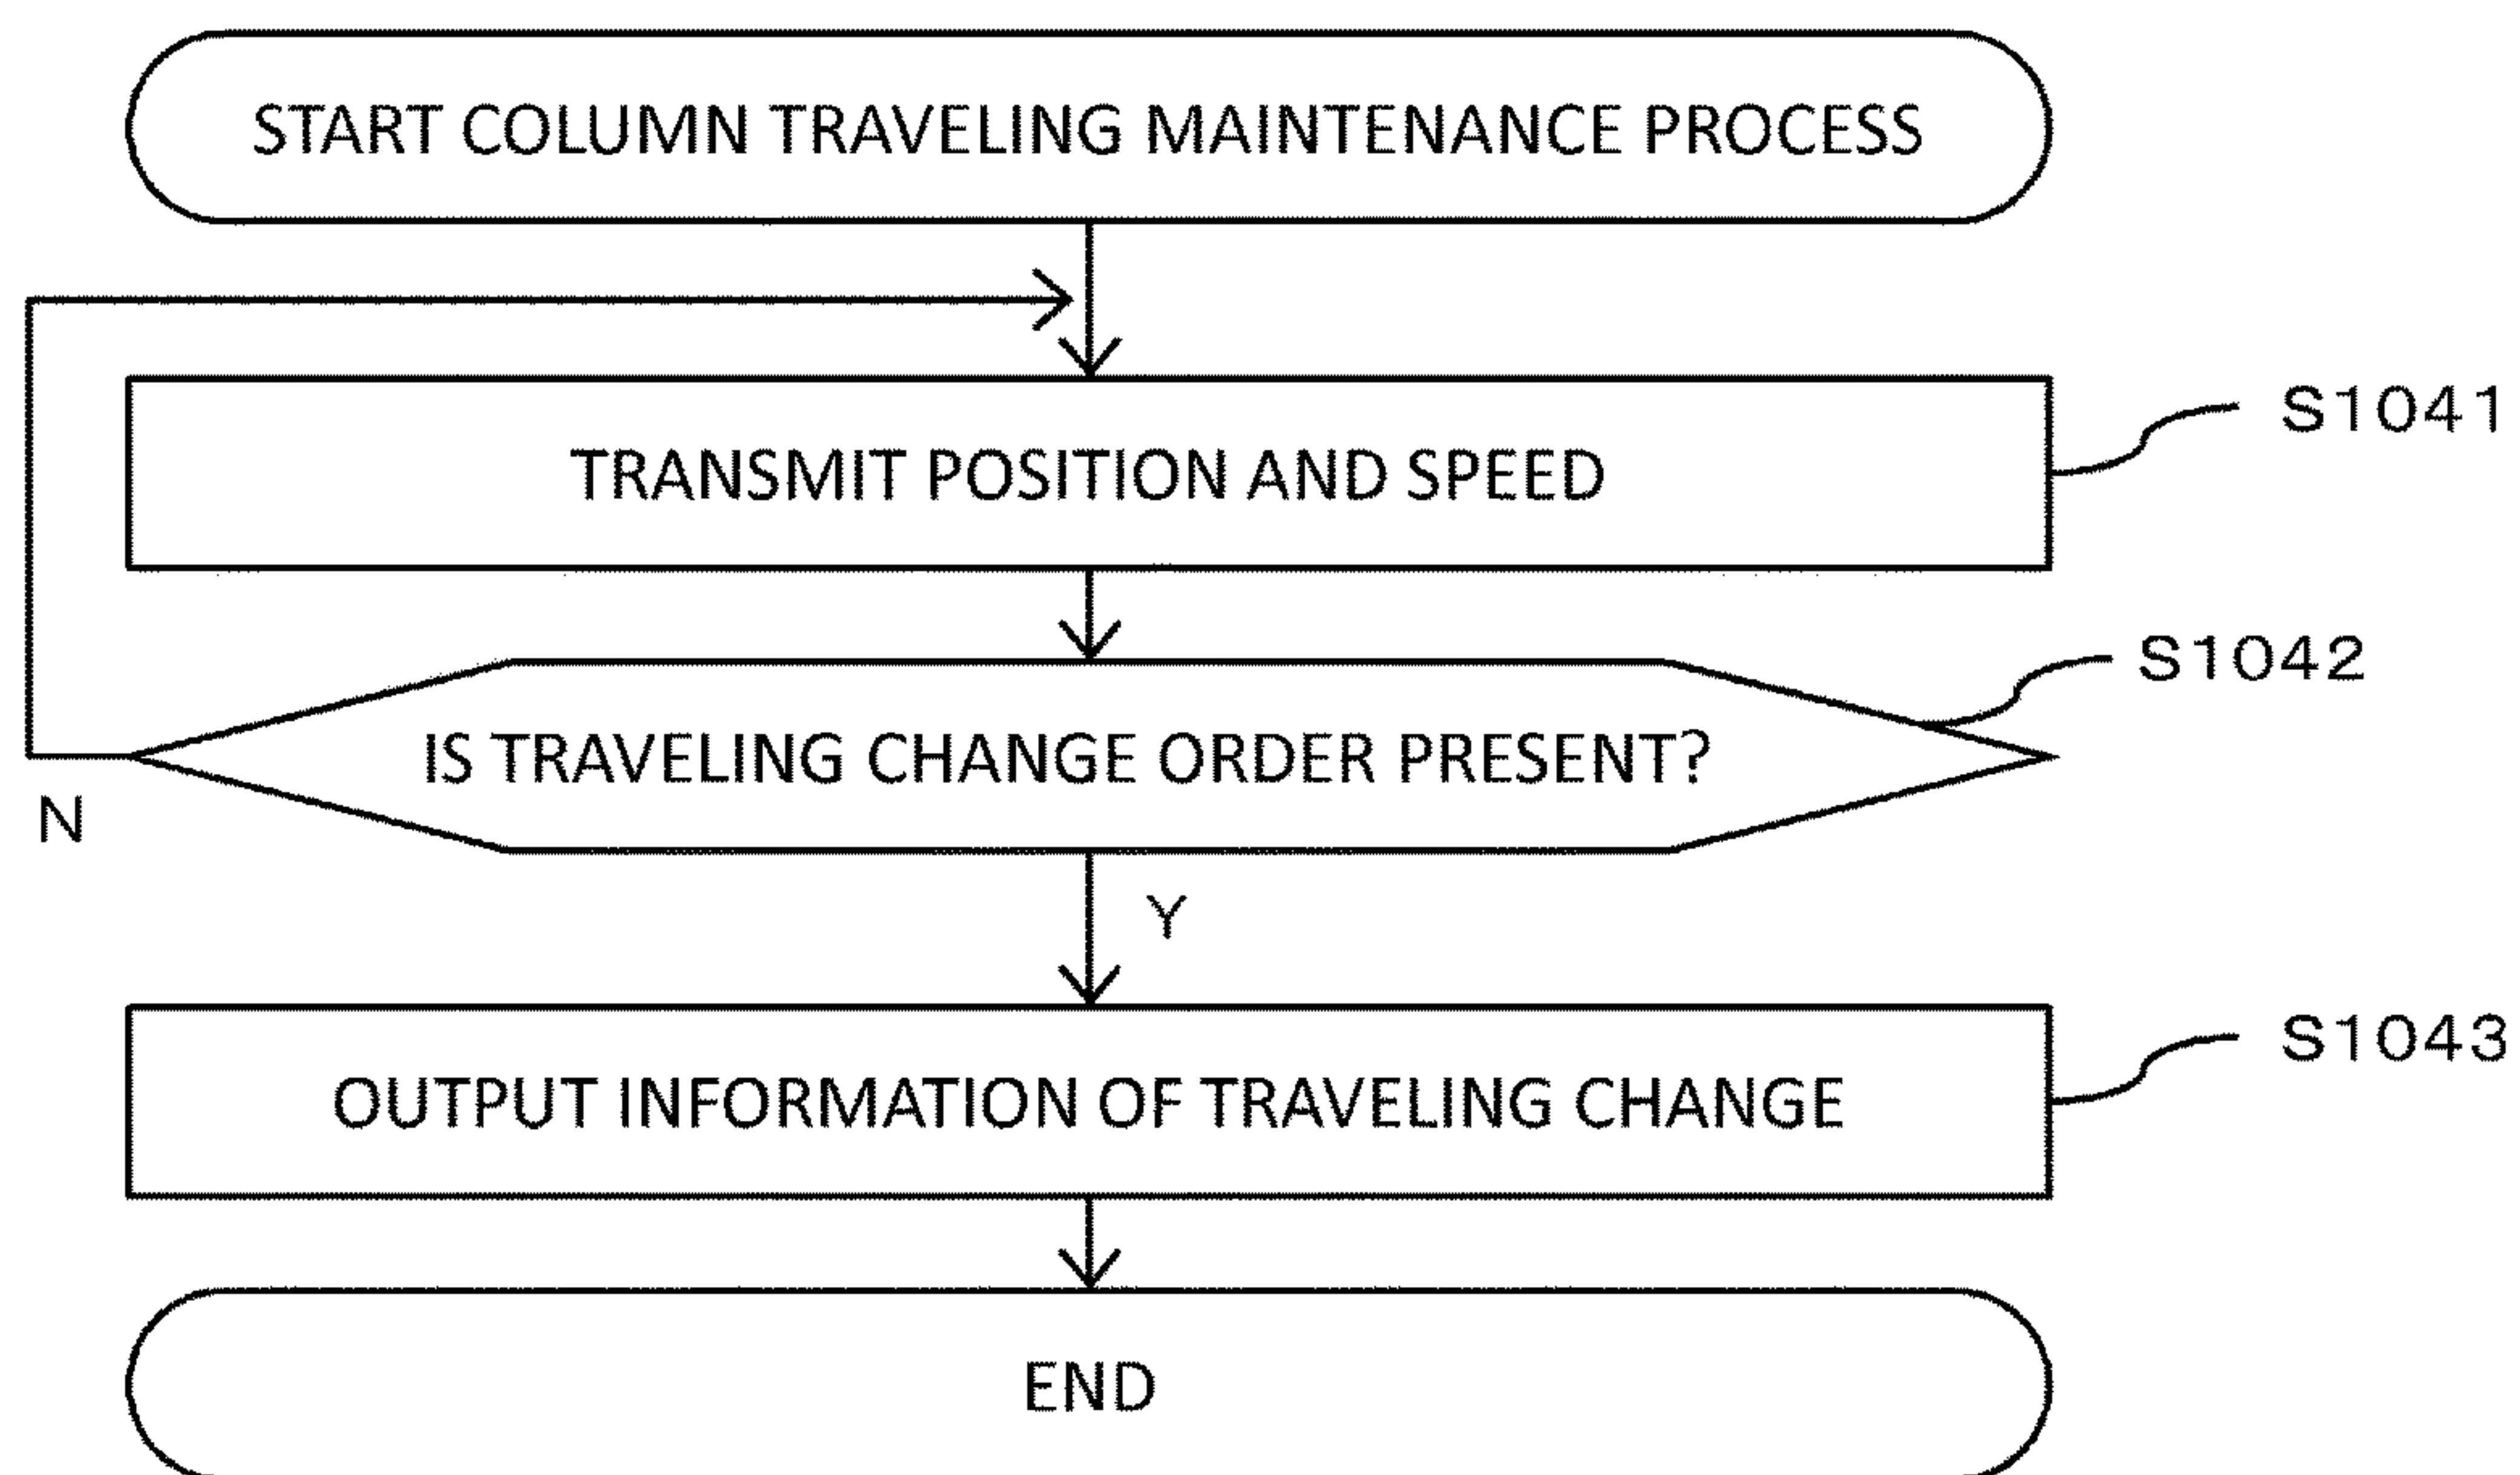 START COLUMN TRAVELING MAINTENANCE PROCESS
TRANSMIT POSITION AND SPEED
S1041
IS TRAVELING CHANGE ORDER PRESENT?
S1042
N
Y
OUTPUT INFORMATION OF TRAVELING CHANGE
S1043
END